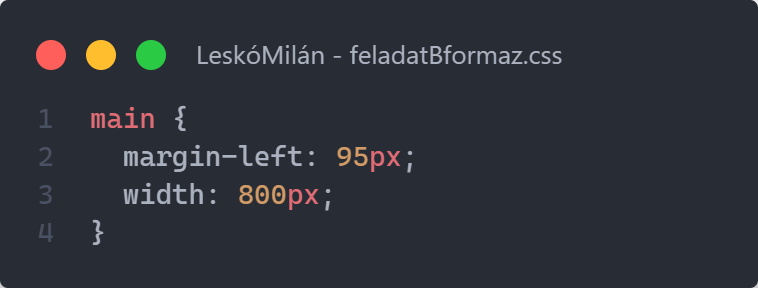 LeskóMilán - feladatBformaz.css
1 main {
2   margin-left: 95px;
3   width: 800px;
4 }